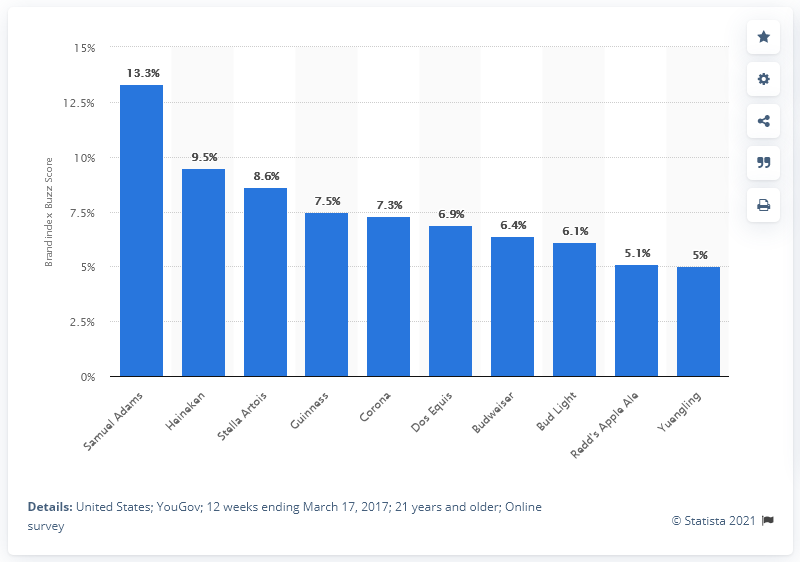 15%
12.5%
10%
7.5%
5%
2.5%
0%
Brandindex Buzz Score
13.3%
9.5%
8.6%
7.5%
7.3%
6.9%
6.4%
6.1%
5.1%
5%
Samuel Adams
Heineken
Stella Artois
Guinness
Corona
Dos Equis
Budweiser
Bud Light
Redd's Apple Ale
Yuengling
Details: United States; YouGov; 12 weeks ending March 17, 2017; 21 years and older; Online
survey
© Statista 2021